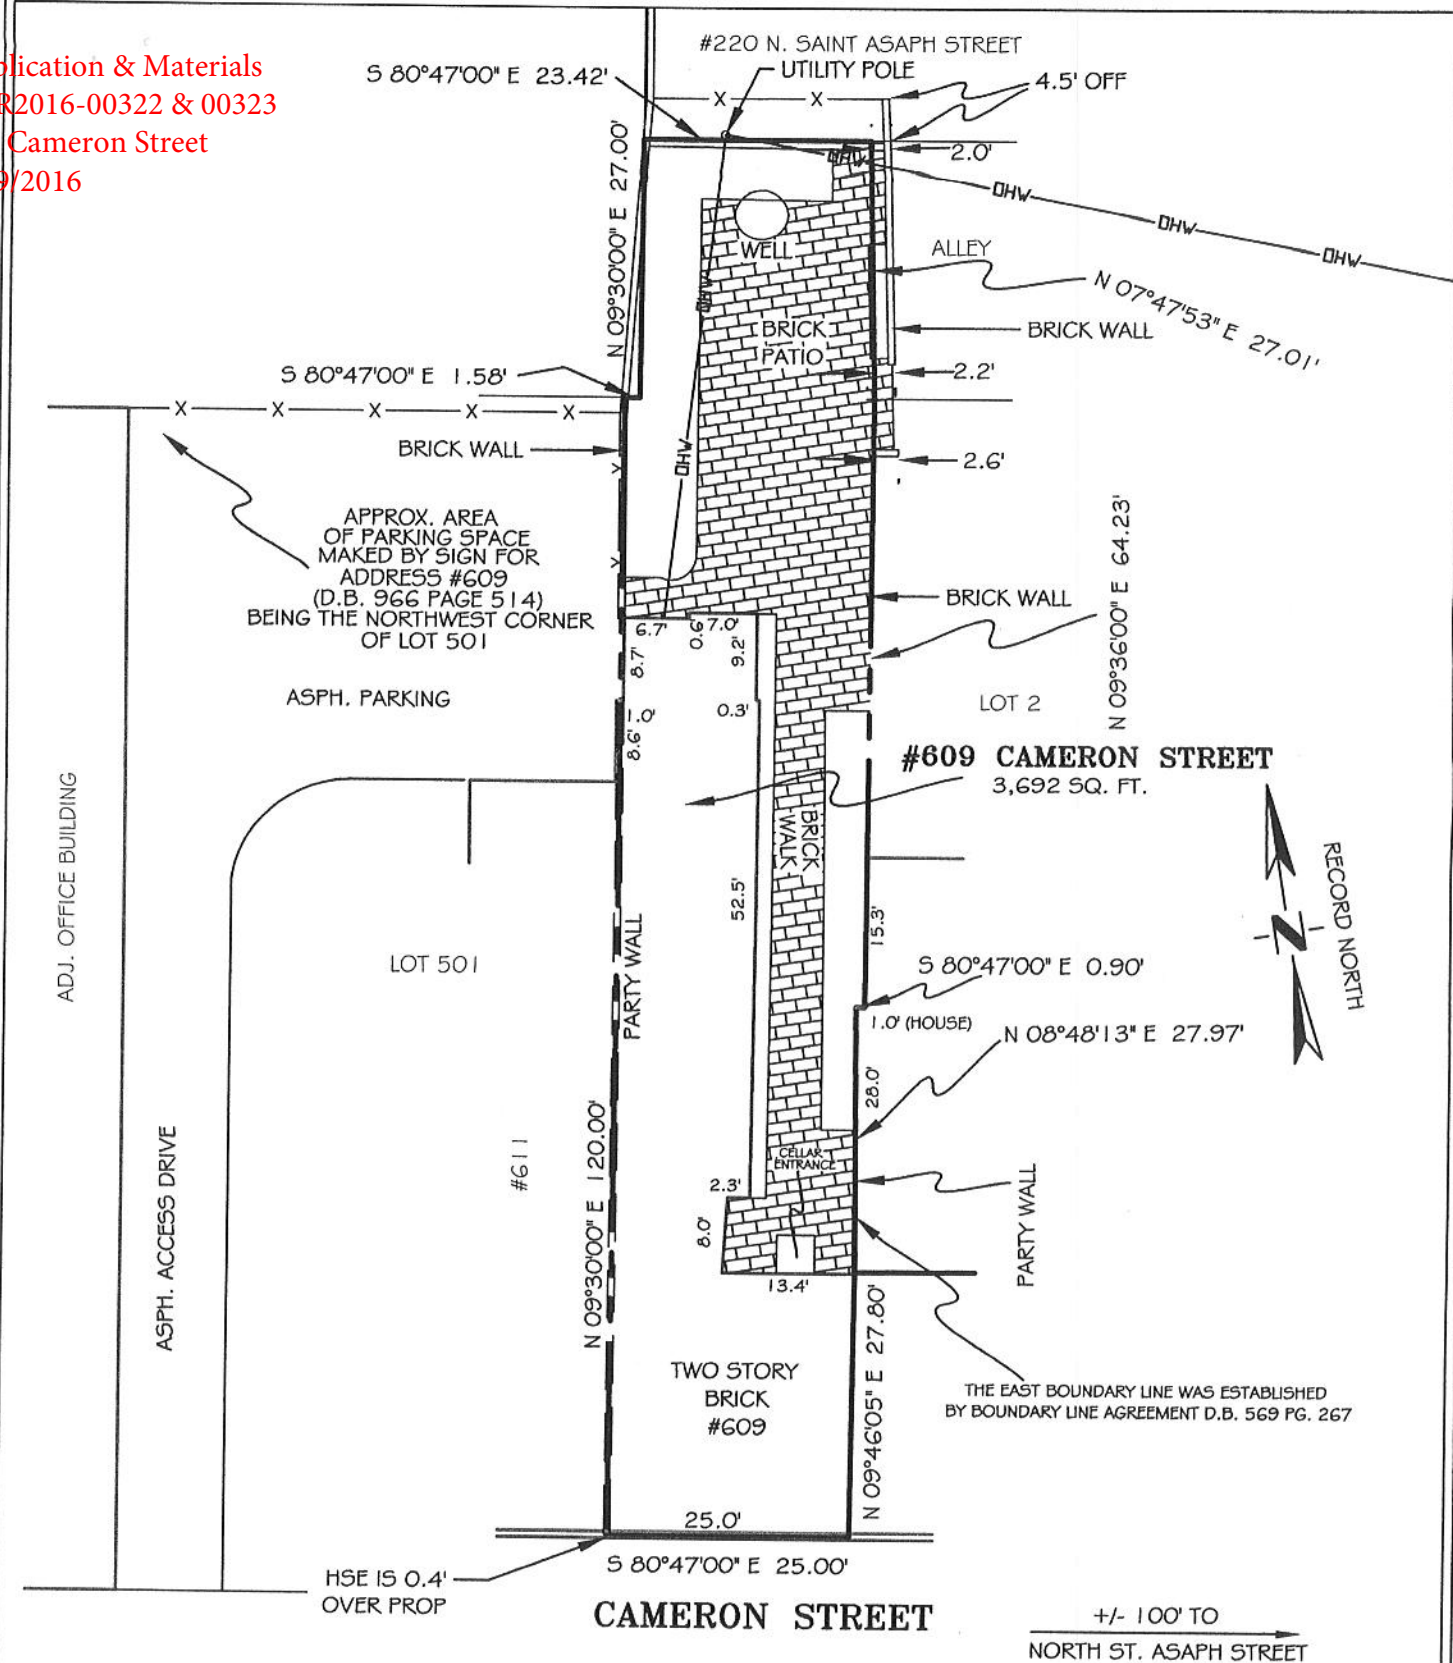 #220 N. SAINT ASAPH STREET
UTILITY POLE
S 80°47'00" E 23.42'
4.5' OFF
plication & Materials
R2016-00322 & 00323
Cameron Street
9/2016
N 09°30'00" E 27.00'
2.0'
OHW
OHW
OHW
OHW
X X
WELL
ALLEY
OHW
N 07°47'53" E 27.01'
BRICK
PATIO
BRICK WALL
S 80°47'00" E 1.58'
2.2'
X X X X X
BRICK WALL
OHW
2.6'
APPROX. AREA
OF PARKING SPACE
MAKED BY SIGN FOR
ADDRESS #609
(D.B. 966 PAGE 514)
BEING THE NORTHWEST CORNER
OF LOT 501
N 09°36'00" E 64.23'
BRICK WALL
6.7'
0.6'
7.0'
9.2'
8.7'
ASPH. PARKING
1.0'
0.3'
8.6'
LOT 2
#609 CAMERON STREET
3,692 SQ. FT.
ADJ. OFFICE BUILDING
BRICK
WALK
RECORD NORTH
N
52.5'
15.3'
PARTY WALL
LOT 501
S 80°47'00" E 0.90'
1.0' (HOUSE)
N 08°48'13" E 27.97'
28.0'
#611
N 09°30'00" E 120.00'
CELLAR
ENTRANCE
ASPH. ACCESS DRIVE
2.3'
8.0'
PARTY WALL
13.4'
N 09°46'05" E 27.80'
TWO STORY
BRICK
#609
THE EAST BOUNDARY LINE WAS ESTABLISHED
BY BOUNDARY LINE AGREEMENT D.B. 569 PG. 267
25.0'
S 80°47'00" E 25.00'
HSE IS 0.4'
OVER PROP
CAMERON STREET
+/- 100' TO
NORTH ST. ASAPH STREET